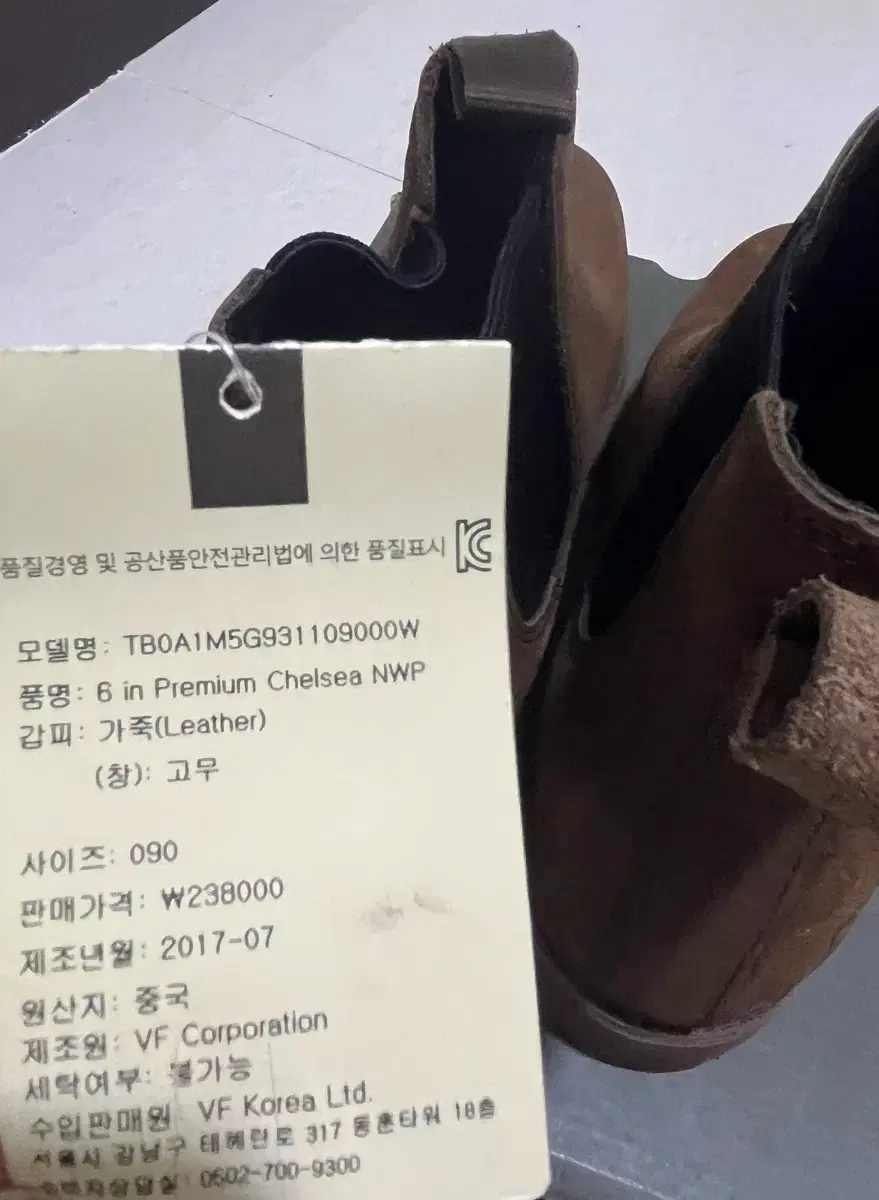 품질경영 및 공산품안전관리법에 의한 품질표시 KC
모델명: TB0A1M5G931109000W
품명: 6 in Premium Chelsea NWP
갑피: 가죽(Leather)
(창): 고무
사이즈: 090
판매가격: ₩238000
제조년월: 2017-07
원산지: 중국
제조원: VF Corporation
세탁여부: 불가능
수입판매원 VF Korea Ltd.
서울시 강남구 테헤란로 317 동훈타워 18층
0502-700-9300